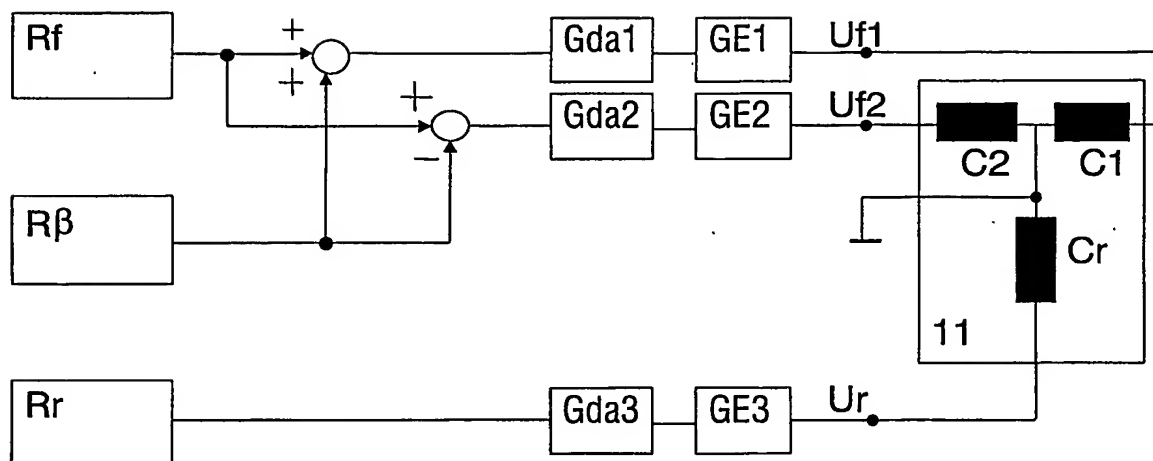 Rf
+
+
Gda1
GE1
Uf1
+
−
Gda2
GE2
Uf2
C2
C1
Rβ
Cr
11
Rr
Gda3
GE3
Ur